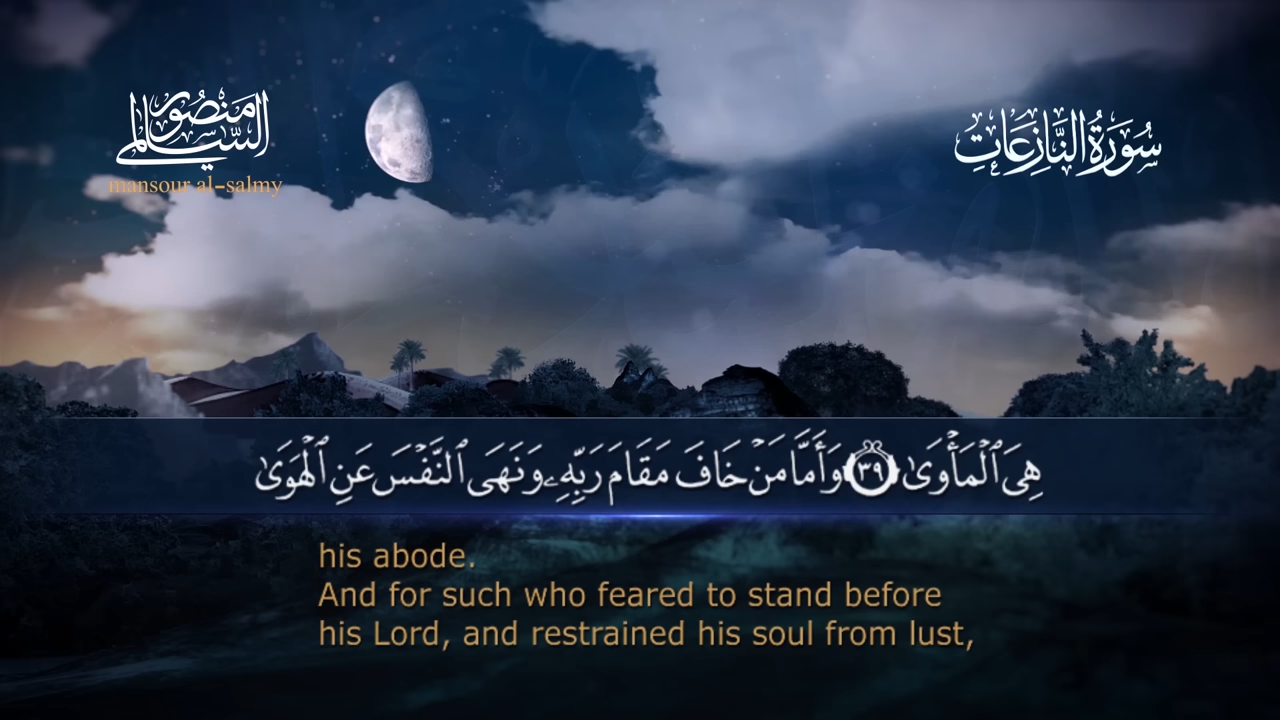 منصور السالمي
mansour al-salmy
سُورَةُ النَّازِعَاتِ
هِيَ ٱلْمَأْوَىٰ ٣٩ وَأَمَّا مَنْ خَافَ مَقَامَ رَبِّهِۦ وَنَهَى ٱلنَّفْسَ عَنِ ٱلْهَوَىٰ
his abode.
And for such who feared to stand before
his Lord, and restrained his soul from lust,